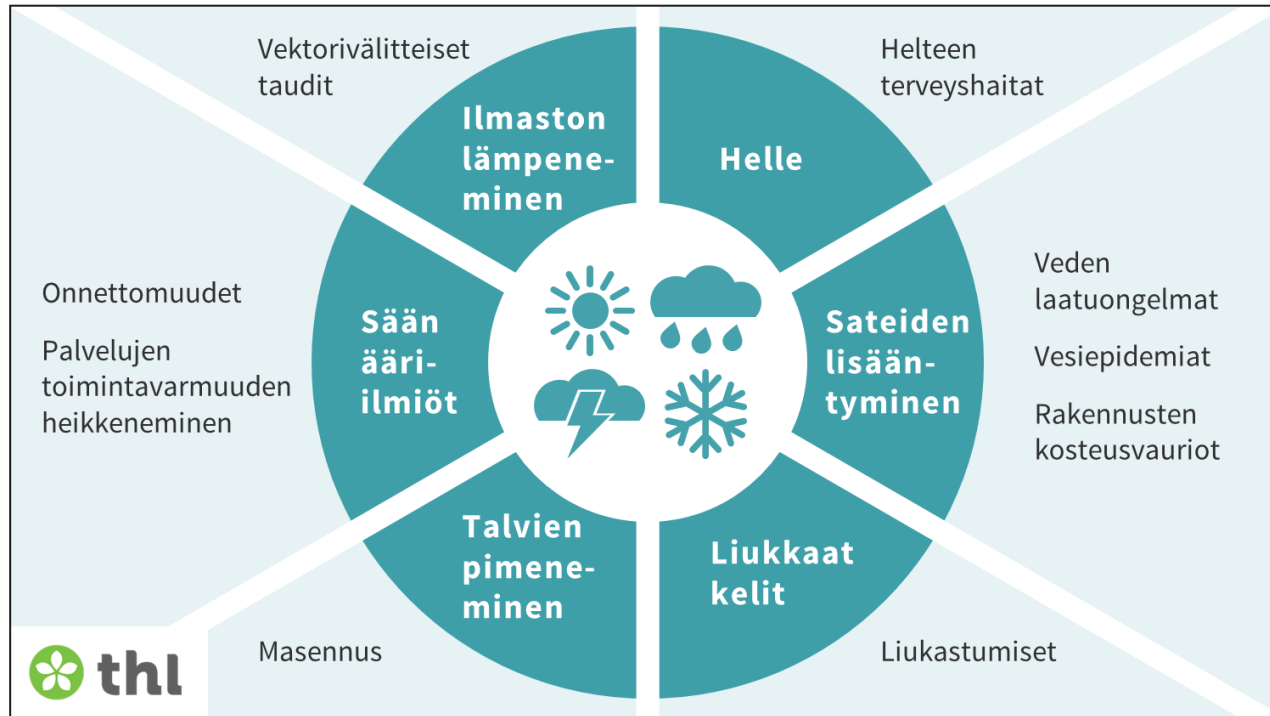 Vektorivälitteiset
taudit
Ilmaston
lämpene-
minen
Helle
Helteen
terveyshaitat
Onnettomuudet
Palvelujen
toimintavarmuuden
heikkeneminen
Sään
ääri-
ilmiöt
Sateiden
lisään-
tyminen
Veden
laatuongelmat
Vesiepidemiat
Rakennusten
kosteusvauriot
Talvien
pimene-
minen
Masennus
Liukkaat
kelit
Liukastumiset
thl